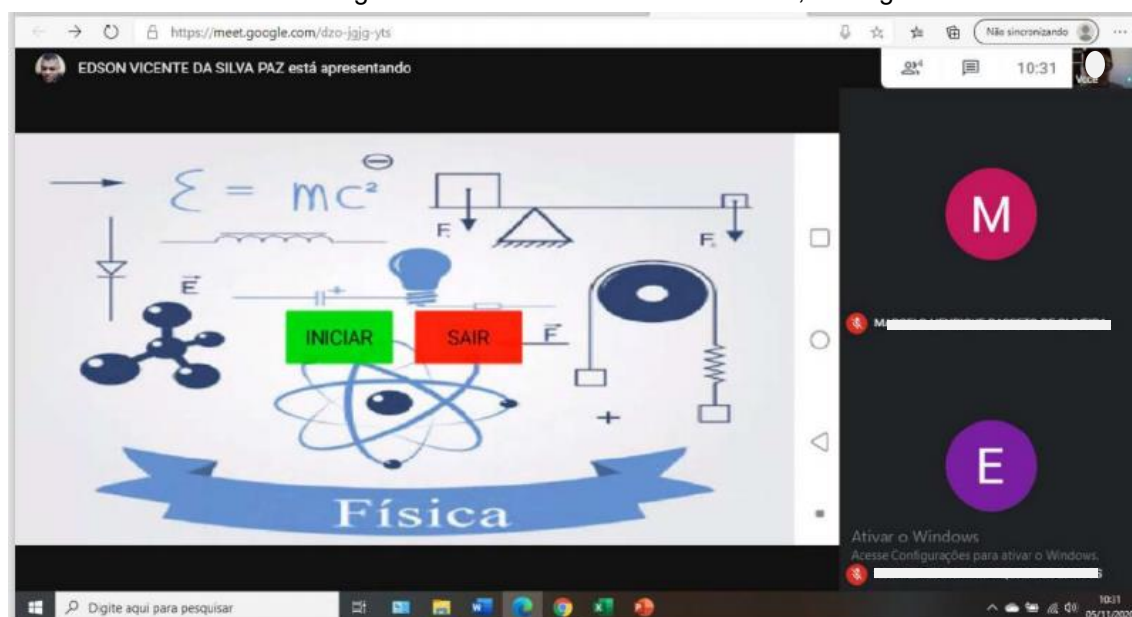 https://meet.google.com/dzo-jgjg-yts
Não sincronizando
EDSON VICENTE DA SILVA PAZ está apresentando
4
10:31
Você
Ɛ = mc²
F
F
E
INICIAR
SAIR
F
+
+
Física
M
E
Ativar o Windows
Acesse Configurações para ativar o Windows.
Digite aqui para pesquisar
10:31
05/11/2020